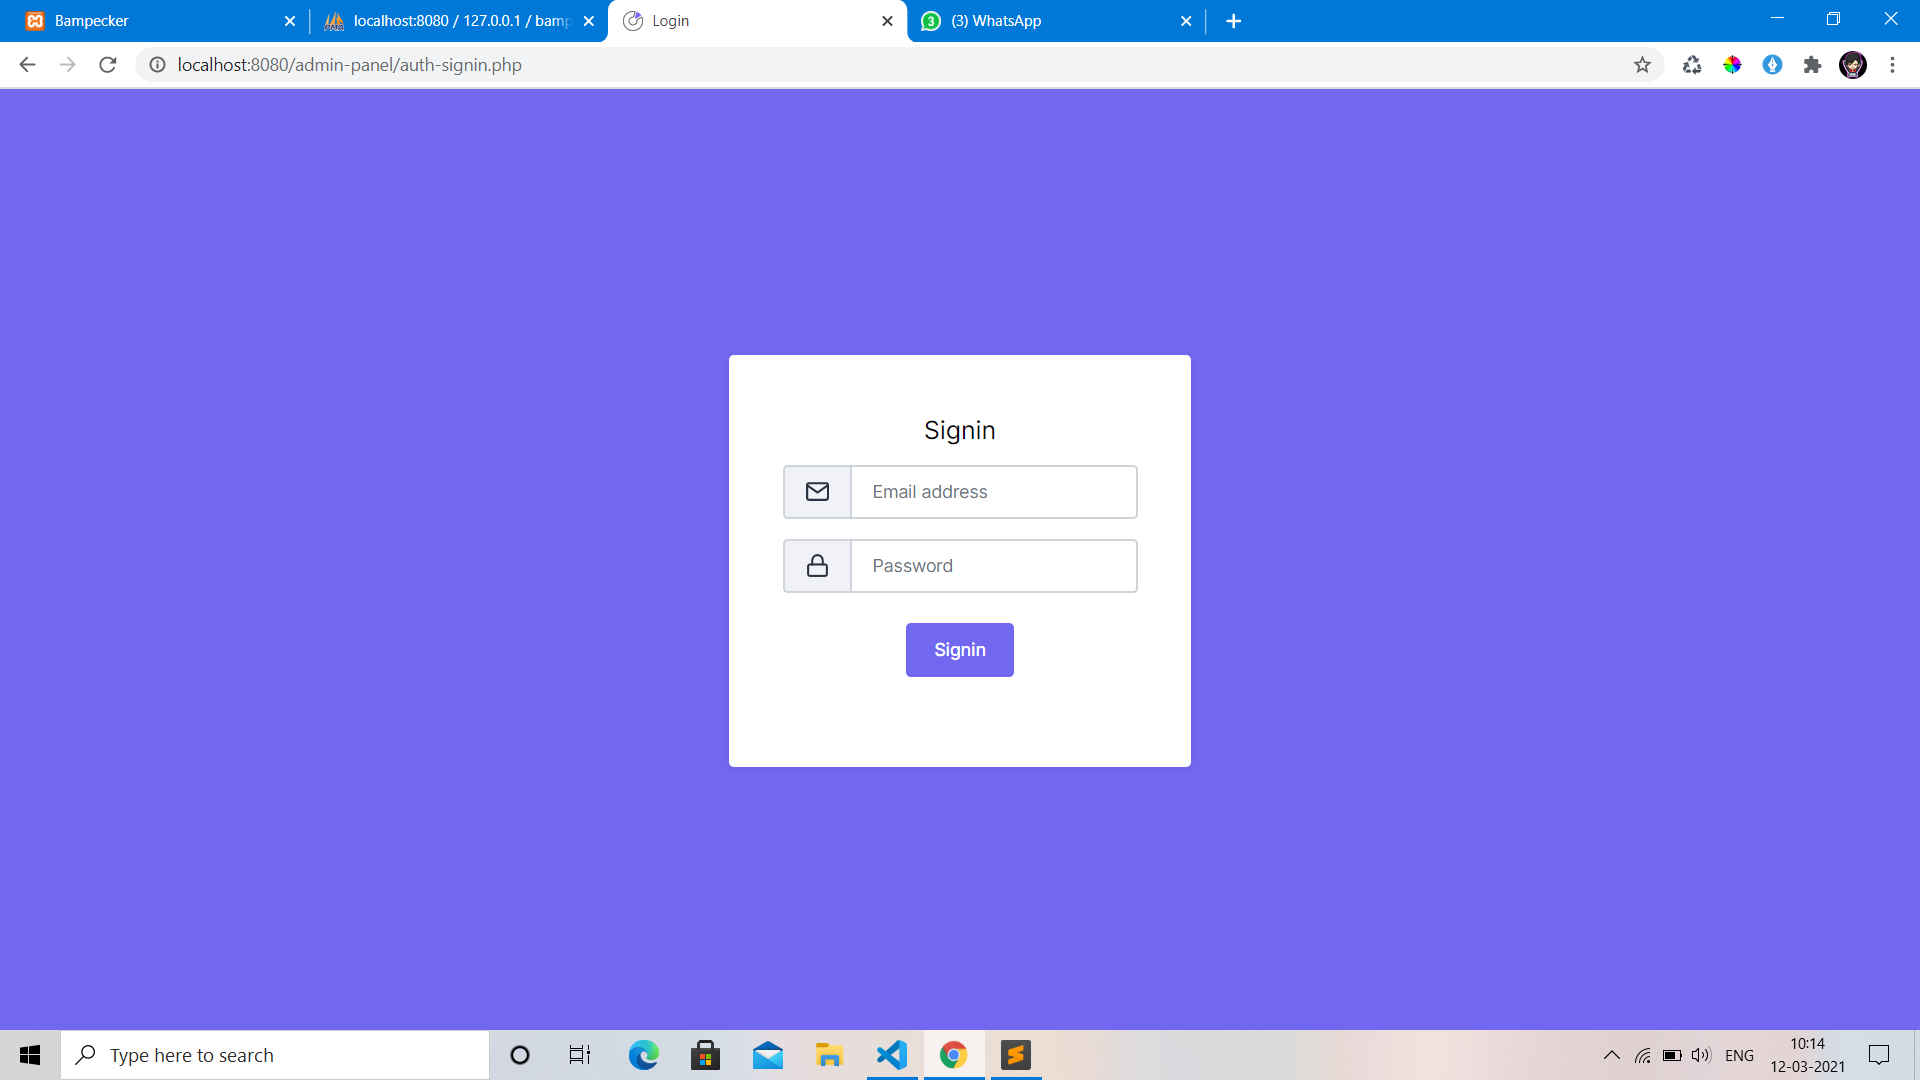 Bampecker
localhost:8080 / 127.0.0.1 / bamp
Login
3
(3) WhatsApp
localhost:8080/admin-panel/auth-signin.php
Signin
Email address
Password
Signin
Type here to search
ENG
10:14
12-03-2021